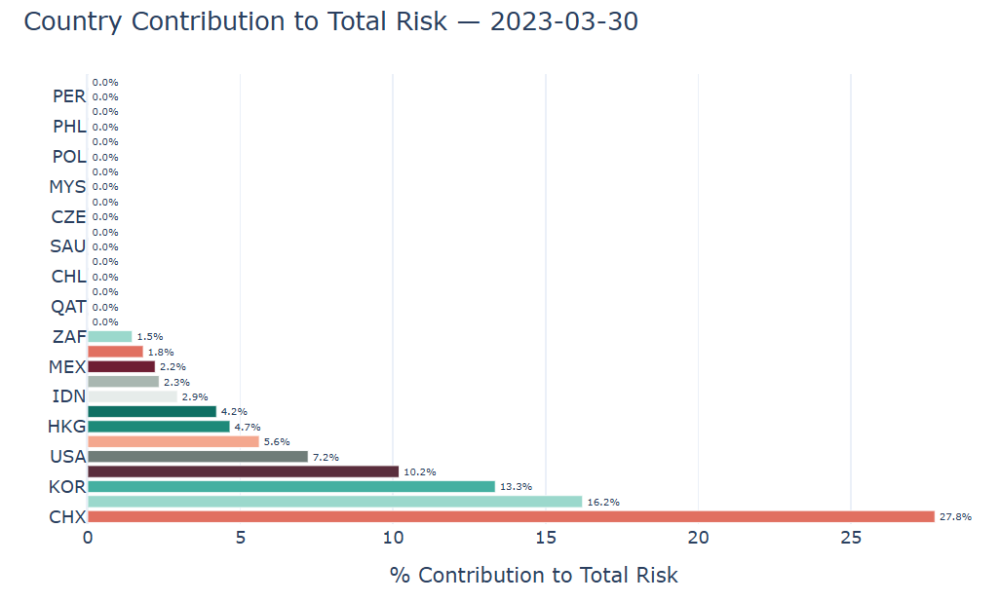 Country Contribution to Total Risk — 2023-03-30
0.0%
PER 0.0%
0.0%
PHL 0.0%
0.0%
POL 0.0%
0.0%
MYS 0.0%
0.0%
CZE 0.0%
0.0%
SAU 0.0%
0.0%
CHL 0.0%
0.0%
QAT 0.0%
0.0%
ZAF 1.5%
1.8%
MEX 2.2%
2.3%
IDN 2.9%
4.2%
HKG 4.7%
5.6%
USA 7.2%
10.2%
KOR 13.3%
16.2%
CHX 27.8%
0 5 10 15 20 25
% Contribution to Total Risk